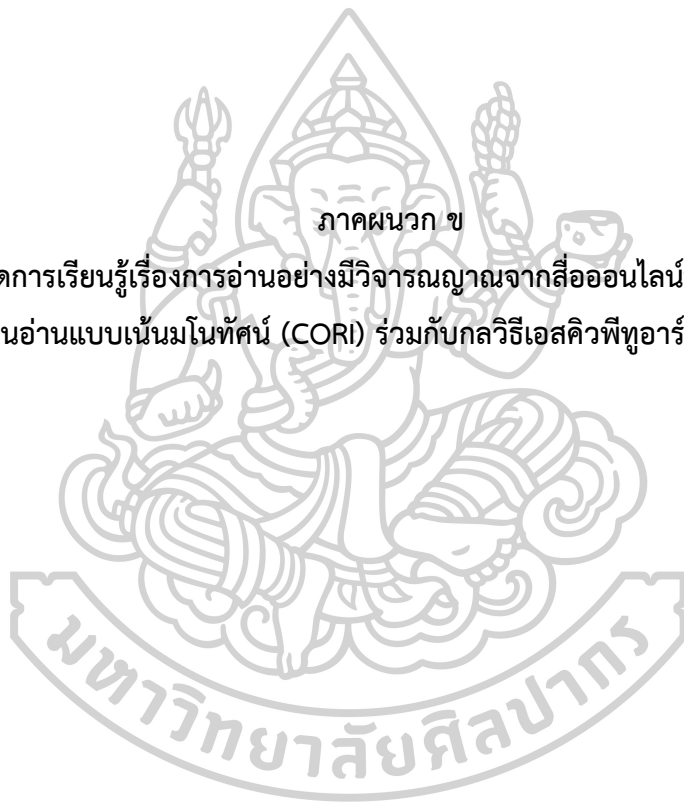 ภาคผนวก ข
ดการเรียนรู้เรื่องการอ่านอย่างมีวิจารณญาณจากสื่อออนไลน์
นอ่านแบบเน้นมโนทัศน์ (CORI) ร่วมกับกลวิธีเอสคิวพีทูอาร์
มหาวิทยาลัยศิลปากร